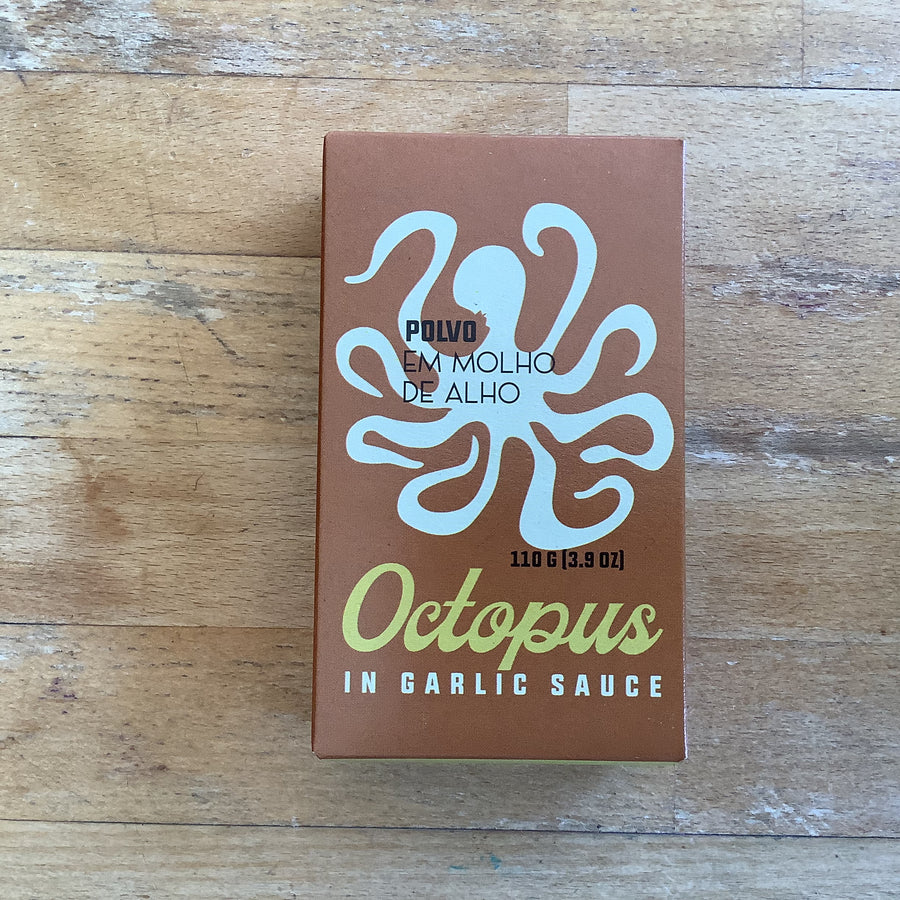 POLVO
EM MOLHO
DE ALHO
110 G (3.9 OZ)
Octopus
IN GARLIC SAUCE